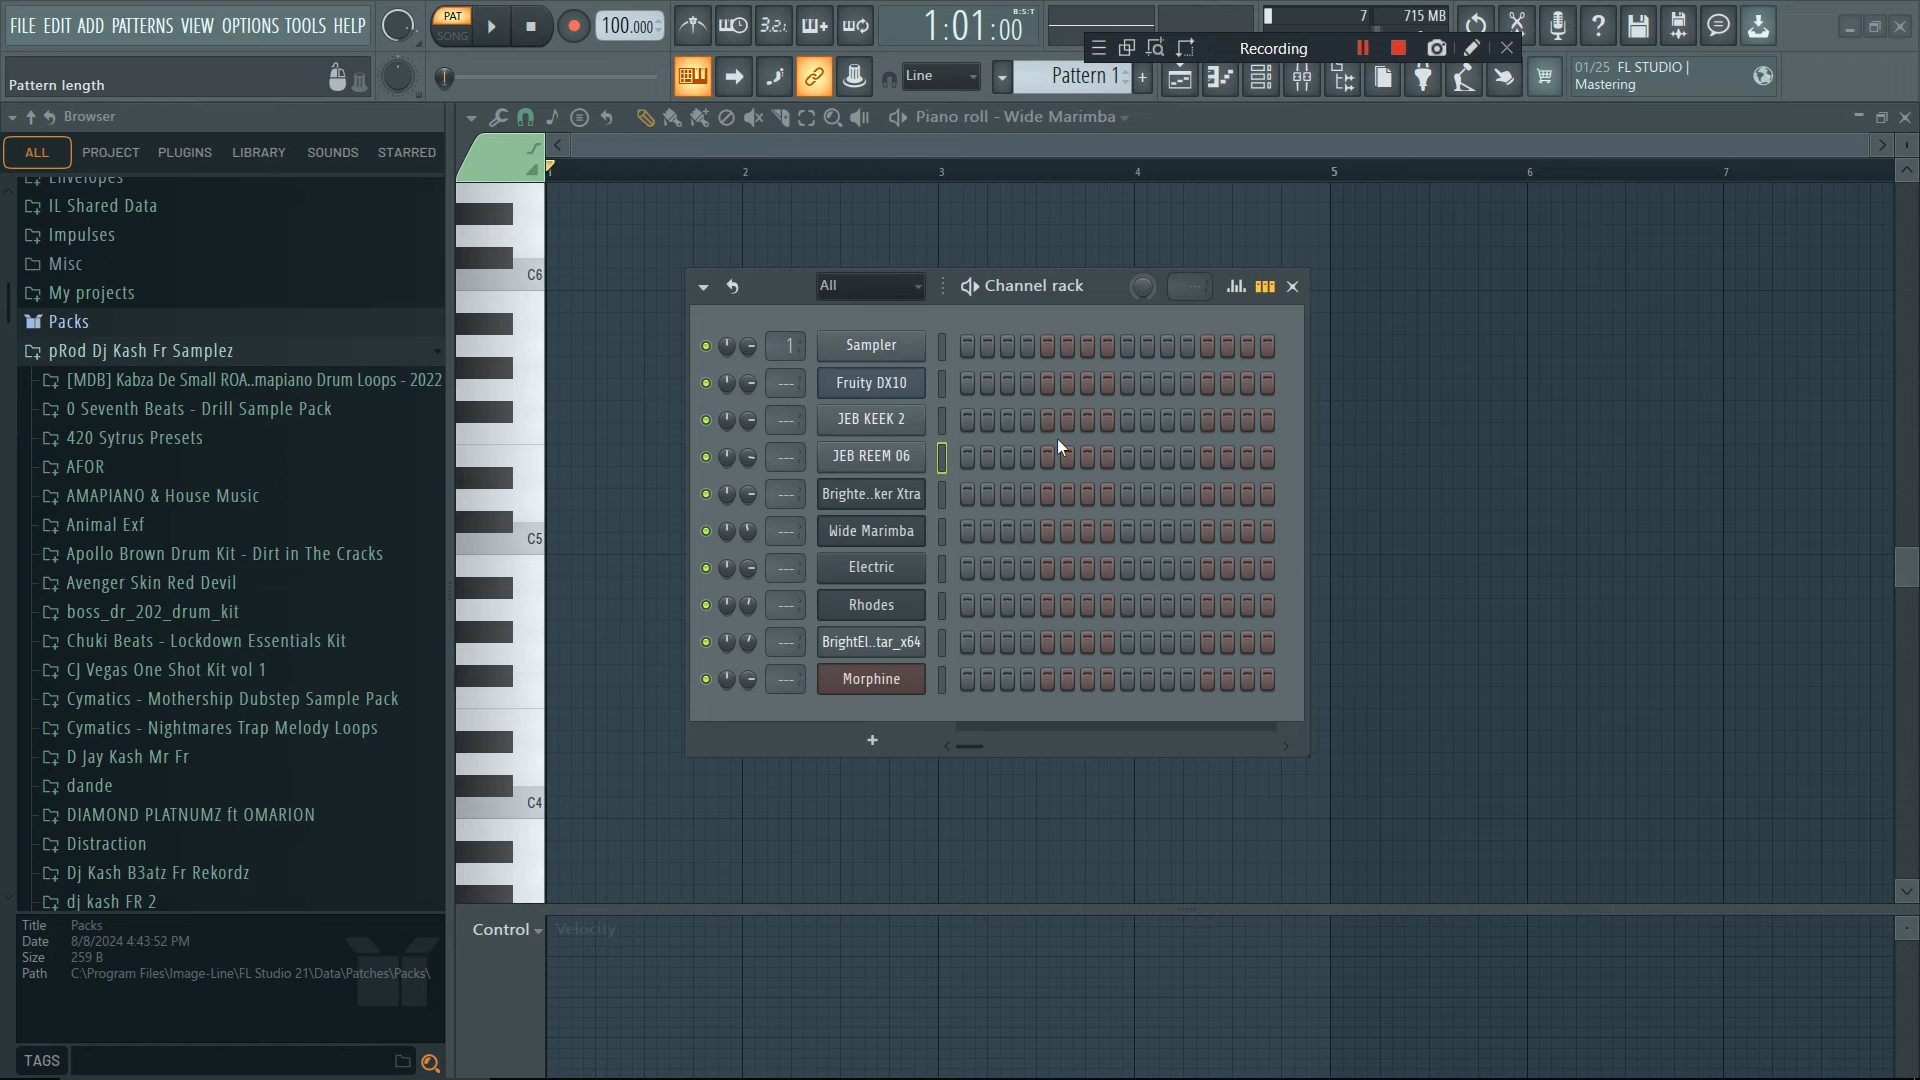 FILE EDIT ADD PATTERNS VIEW OPTIONS TOOLS HELP
PAT
SONG
100.000
3.2.
1:01:00
B:S:T
7
715 MB
Recording
Pattern length
Line
Pattern 1
01/25 FL STUDIO |
Mastering
Browser
Piano roll - Wide Marimba
ALL
PROJECT
PLUGINS
LIBRARY
SOUNDS
STARRED
1
2
3
4
5
6
7
Envelopes
IL Shared Data
Impulses
Misc
My projects
Packs
pRod Dj Kash Fr Samplez
[MDB] Kabza De Small ROA..mapiano Drum Loops - 2022
0 Seventh Beats - Drill Sample Pack
420 Sytrus Presets
AFOR
AMAPIANO & House Music
Animal Exf
Apollo Brown Drum Kit - Dirt in The Cracks
Avenger Skin Red Devil
boss_dr_202_drum_kit
Chuki Beats - Lockdown Essentials Kit
CJ Vegas One Shot Kit vol 1
Cymatics - Mothership Dubstep Sample Pack
Cymatics - Nightmares Trap Melody Loops
D Jay Kash Mr Fr
dande
DIAMOND PLATNUMZ ft OMARION
Distraction
Dj Kash B3atz Fr Rekordz
dj kash FR 2
C6
C5
C4
All
Channel rack
1
Sampler
--- Fruity DX10
--- JEB KEEK 2
--- JEB REEM 06
--- Brighte..ker Xtra
--- Wide Marimba
--- Electric
--- Rhodes
--- BrightEl..tar_x64
--- Morphine
+
Control
Velocity
Title Packs
Date 8/8/2024 4:43:52 PM
Size 259 B
Path C:\Program Files\Image-Line\FL Studio 21\Data\Patches\Packs\
TAGS